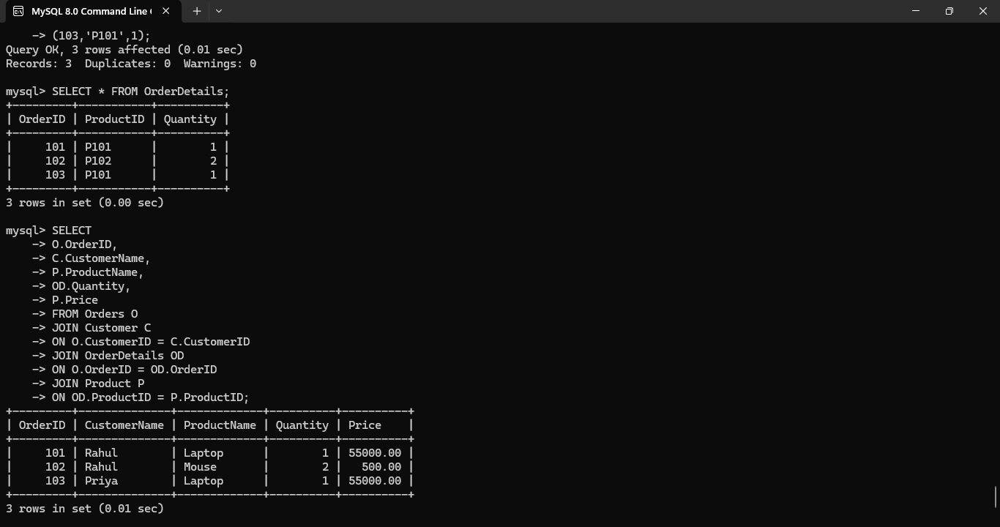 MySQL 8.0 Command Line
    -> (103,'P101',1);
Query OK, 3 rows affected (0.01 sec)
Records: 3  Duplicates: 0  Warnings: 0

mysql> SELECT * FROM OrderDetails;
+---------+-----------+----------+
| OrderID | ProductID | Quantity |
+---------+-----------+----------+
|     101 | P101      |        1 |
|     102 | P102      |        2 |
|     103 | P101      |        1 |
+---------+-----------+----------+
3 rows in set (0.00 sec)

mysql> SELECT
    -> O.OrderID,
    -> C.CustomerName,
    -> P.ProductName,
    -> OD.Quantity,
    -> P.Price
    -> FROM Orders O
    -> JOIN Customer C
    -> ON O.CustomerID = C.CustomerID
    -> JOIN OrderDetails OD
    -> ON O.OrderID = OD.OrderID
    -> JOIN Product P
    -> ON OD.ProductID = P.ProductID;
+---------+--------------+-------------+----------+----------+
| OrderID | CustomerName | ProductName | Quantity | Price    |
+---------+--------------+-------------+----------+----------+
|     101 | Rahul        | Laptop      |        1 | 55000.00 |
|     102 | Rahul        | Mouse       |        2 |   500.00 |
|     103 | Priya        | Laptop      |        1 | 55000.00 |
+---------+--------------+-------------+----------+----------+
3 rows in set (0.01 sec)